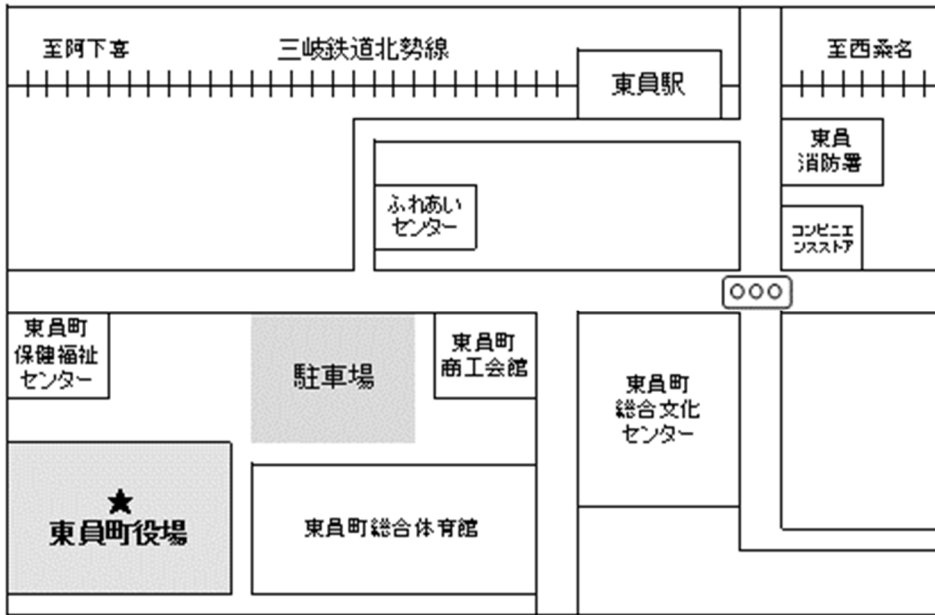 至阿下喜
三岐鉄道北勢線
至西桑名
東員駅
東員
消防署
ふれあい
センター
コンビニエ
ンスストア
東員町
保健福祉
センター
駐車場
東員町
商工会館
東員町
総合文化
センター
★
東員町役場
東員町総合体育館